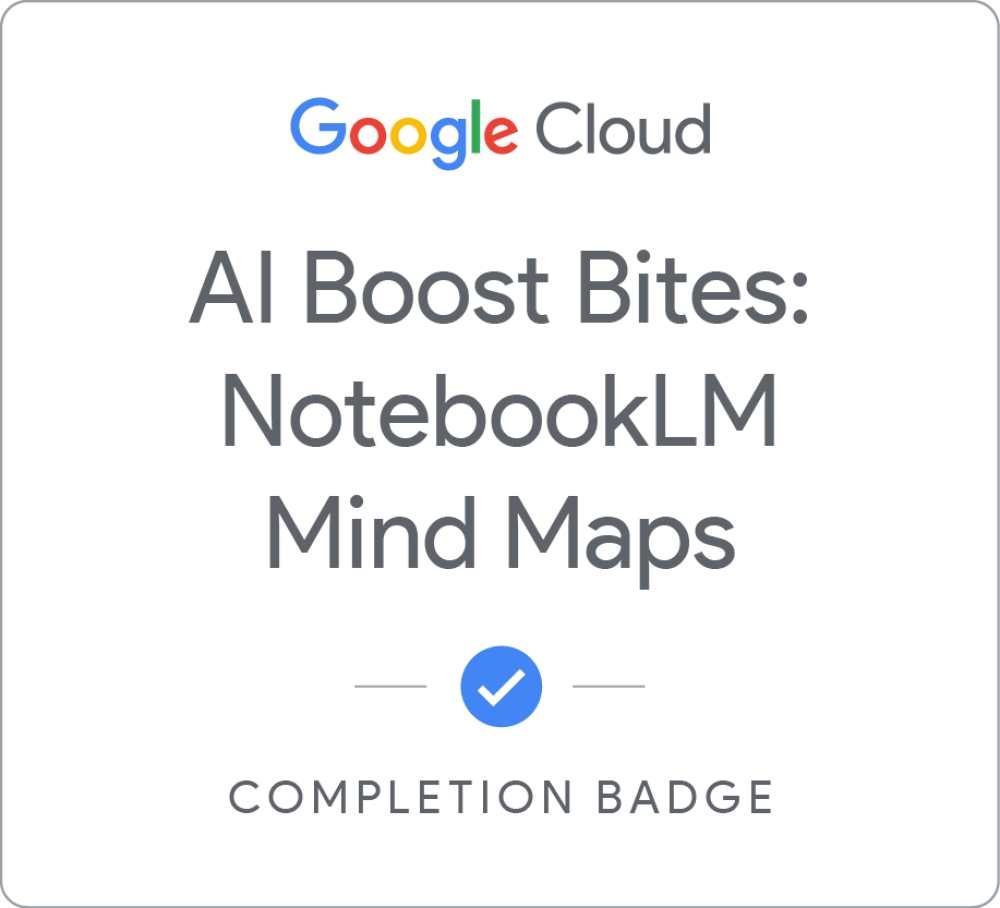 Google Cloud
AI Boost Bites:
NotebookLM
Mind Maps
COMPLETION BADGE